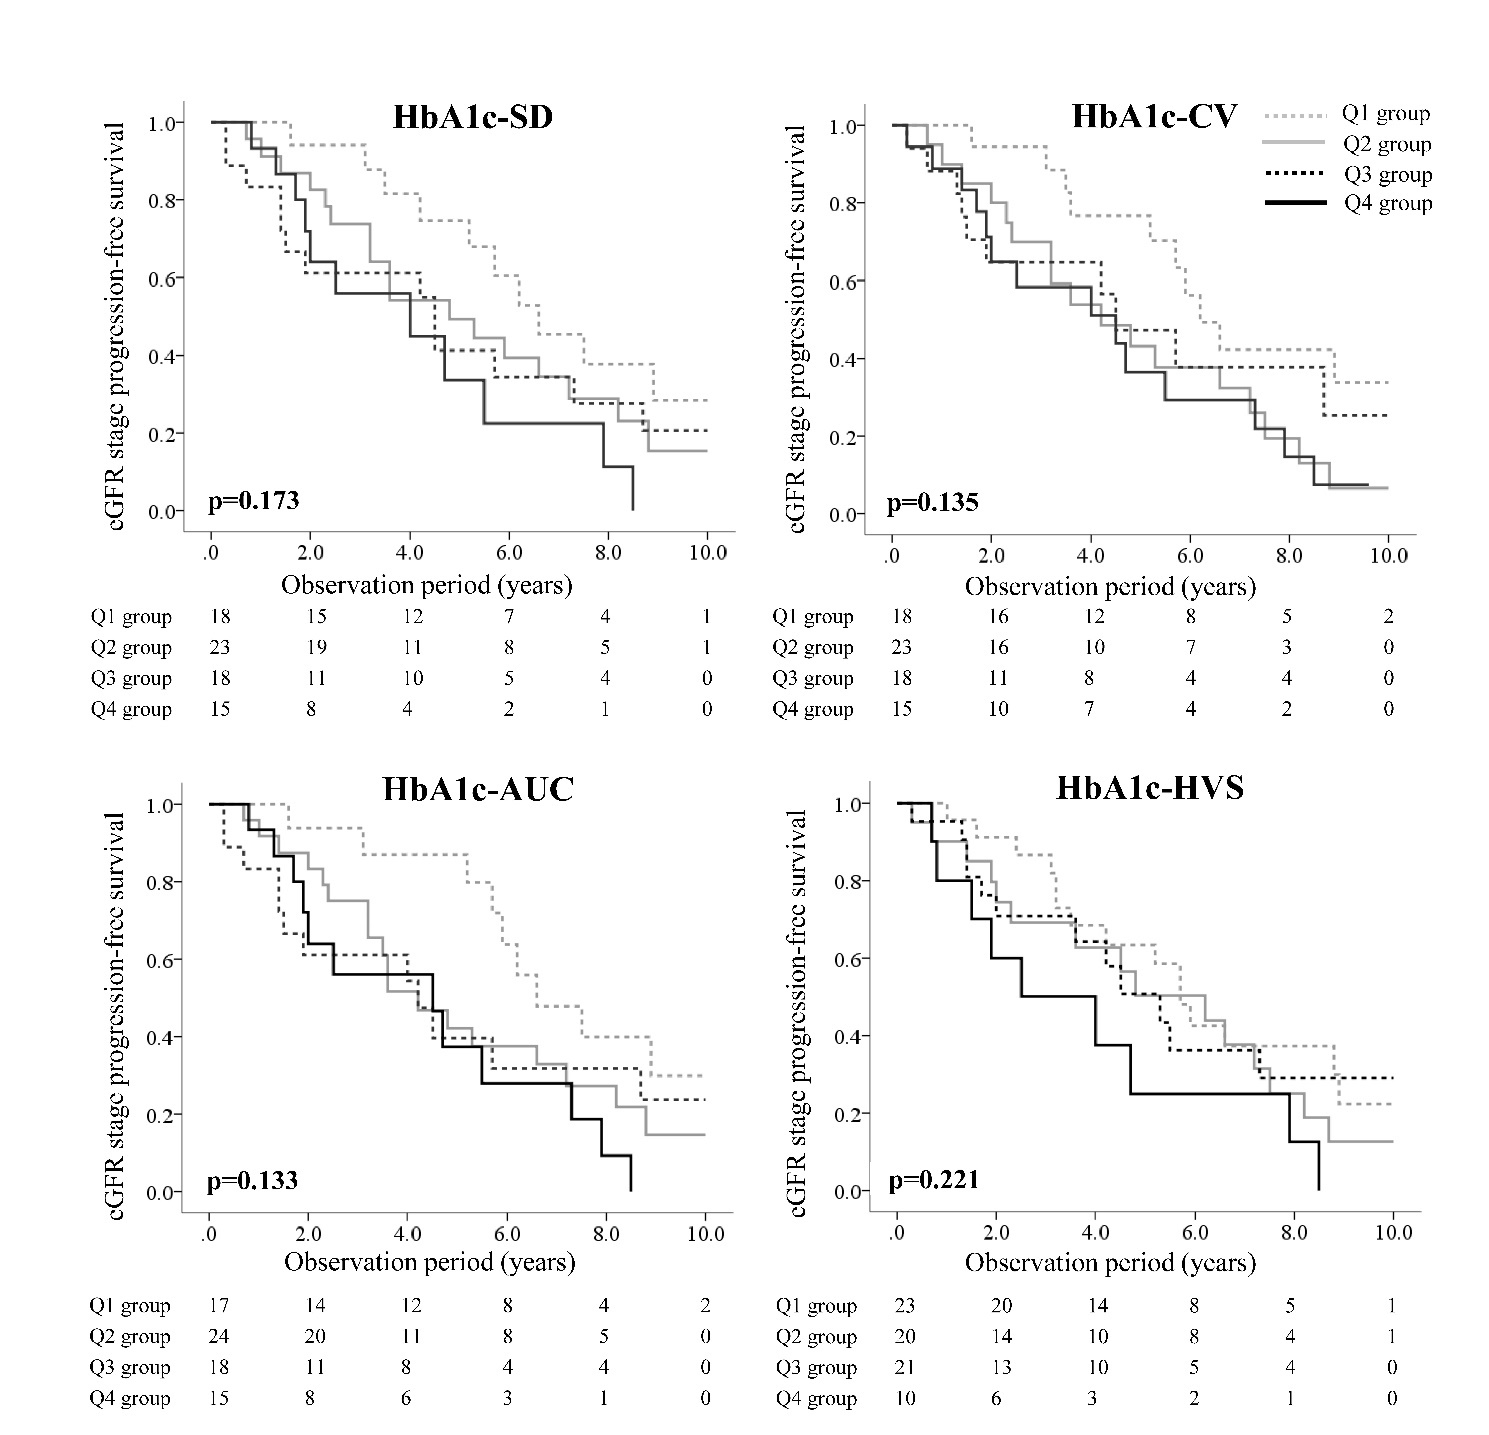 HbA1c-SD
cGFR stage progression-free survival
1.0
0.8
0.6
0.4
0.2
0.0
p=0.173
.0 2.0 4.0 6.0 8.0 10.0
Observation period (years)
Q1 group 18 15 12 7 4 1
Q2 group 23 19 11 8 5 1
Q3 group 18 11 10 5 4 0
Q4 group 15 8 4 2 1 0
HbA1c-CV
Q1 group
Q2 group
Q3 group
Q4 group
cGFR stage progression-free survival
1.0
0.8
0.6
0.4
0.2
0.0
p=0.135
.0 2.0 4.0 6.0 8.0 10.0
Observation period (years)
Q1 group 18 16 12 8 5 2
Q2 group 23 16 10 7 3 0
Q3 group 18 11 8 4 4 0
Q4 group 15 10 7 4 2 0
HbA1c-AUC
cGFR stage progression-free survival
1.0
0.8
0.6
0.4
0.2
0.0
p=0.133
.0 2.0 4.0 6.0 8.0 10.0
Observation period (years)
Q1 group 17 14 12 8 4 2
Q2 group 24 20 11 8 5 0
Q3 group 18 11 8 4 4 0
Q4 group 15 8 6 3 1 0
HbA1c-HVS
cGFR stage progression-free survival
1.0
0.8
0.6
0.4
0.2
0.0
p=0.221
.0 2.0 4.0 6.0 8.0 10.0
Observation period (years)
Q1 group 23 20 14 8 5 1
Q2 group 20 14 10 8 4 1
Q3 group 21 13 10 5 4 0
Q4 group 10 6 3 2 1 0